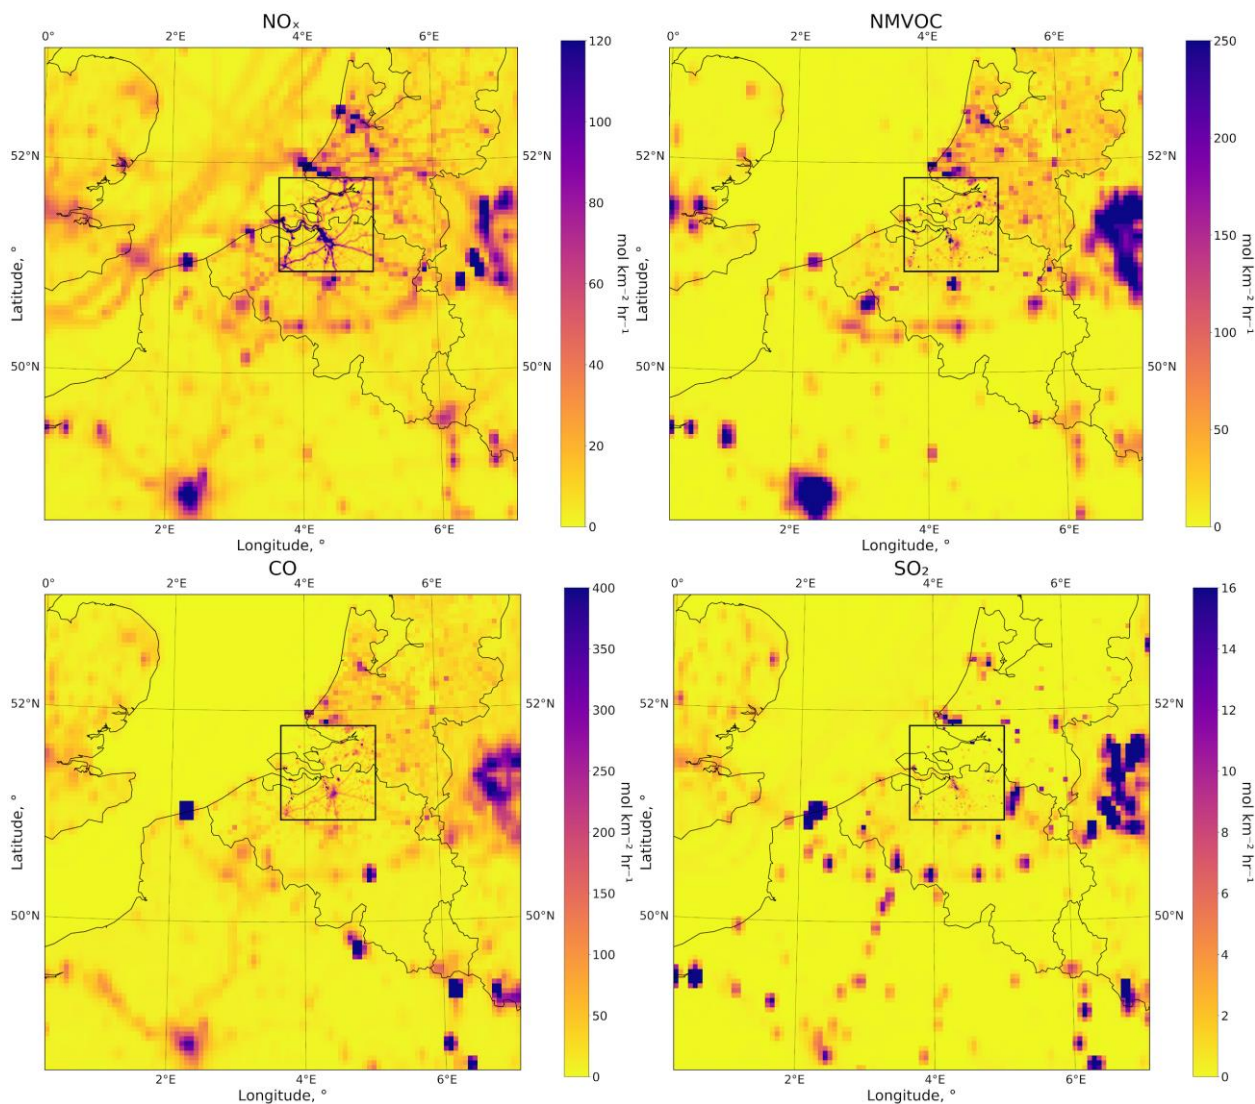 NOₓ
NMVOC
0° 2°E 4°E 6°E
0° 2°E 4°E 6°E
120
100
80
60
40
20
0
250
200
150
100
50
0
52°N
50°N
52°N
50°N
52°N
50°N
Latitude, °
mol km⁻² hr⁻¹
Latitude, °
mol km⁻² hr⁻¹
2°E 4°E 6°E
2°E 4°E 6°E
Longitude, °
Longitude, °
CO
SO₂
0° 2°E 4°E 6°E
0° 2°E 4°E 6°E
400
350
300
250
200
150
100
50
0
16
14
12
10
8
6
4
2
0
52°N
50°N
52°N
50°N
52°N
50°N
Latitude, °
mol km⁻² hr⁻¹
Latitude, °
mol km⁻² hr⁻¹
2°E 4°E 6°E
2°E 4°E 6°E
Longitude, °
Longitude, °